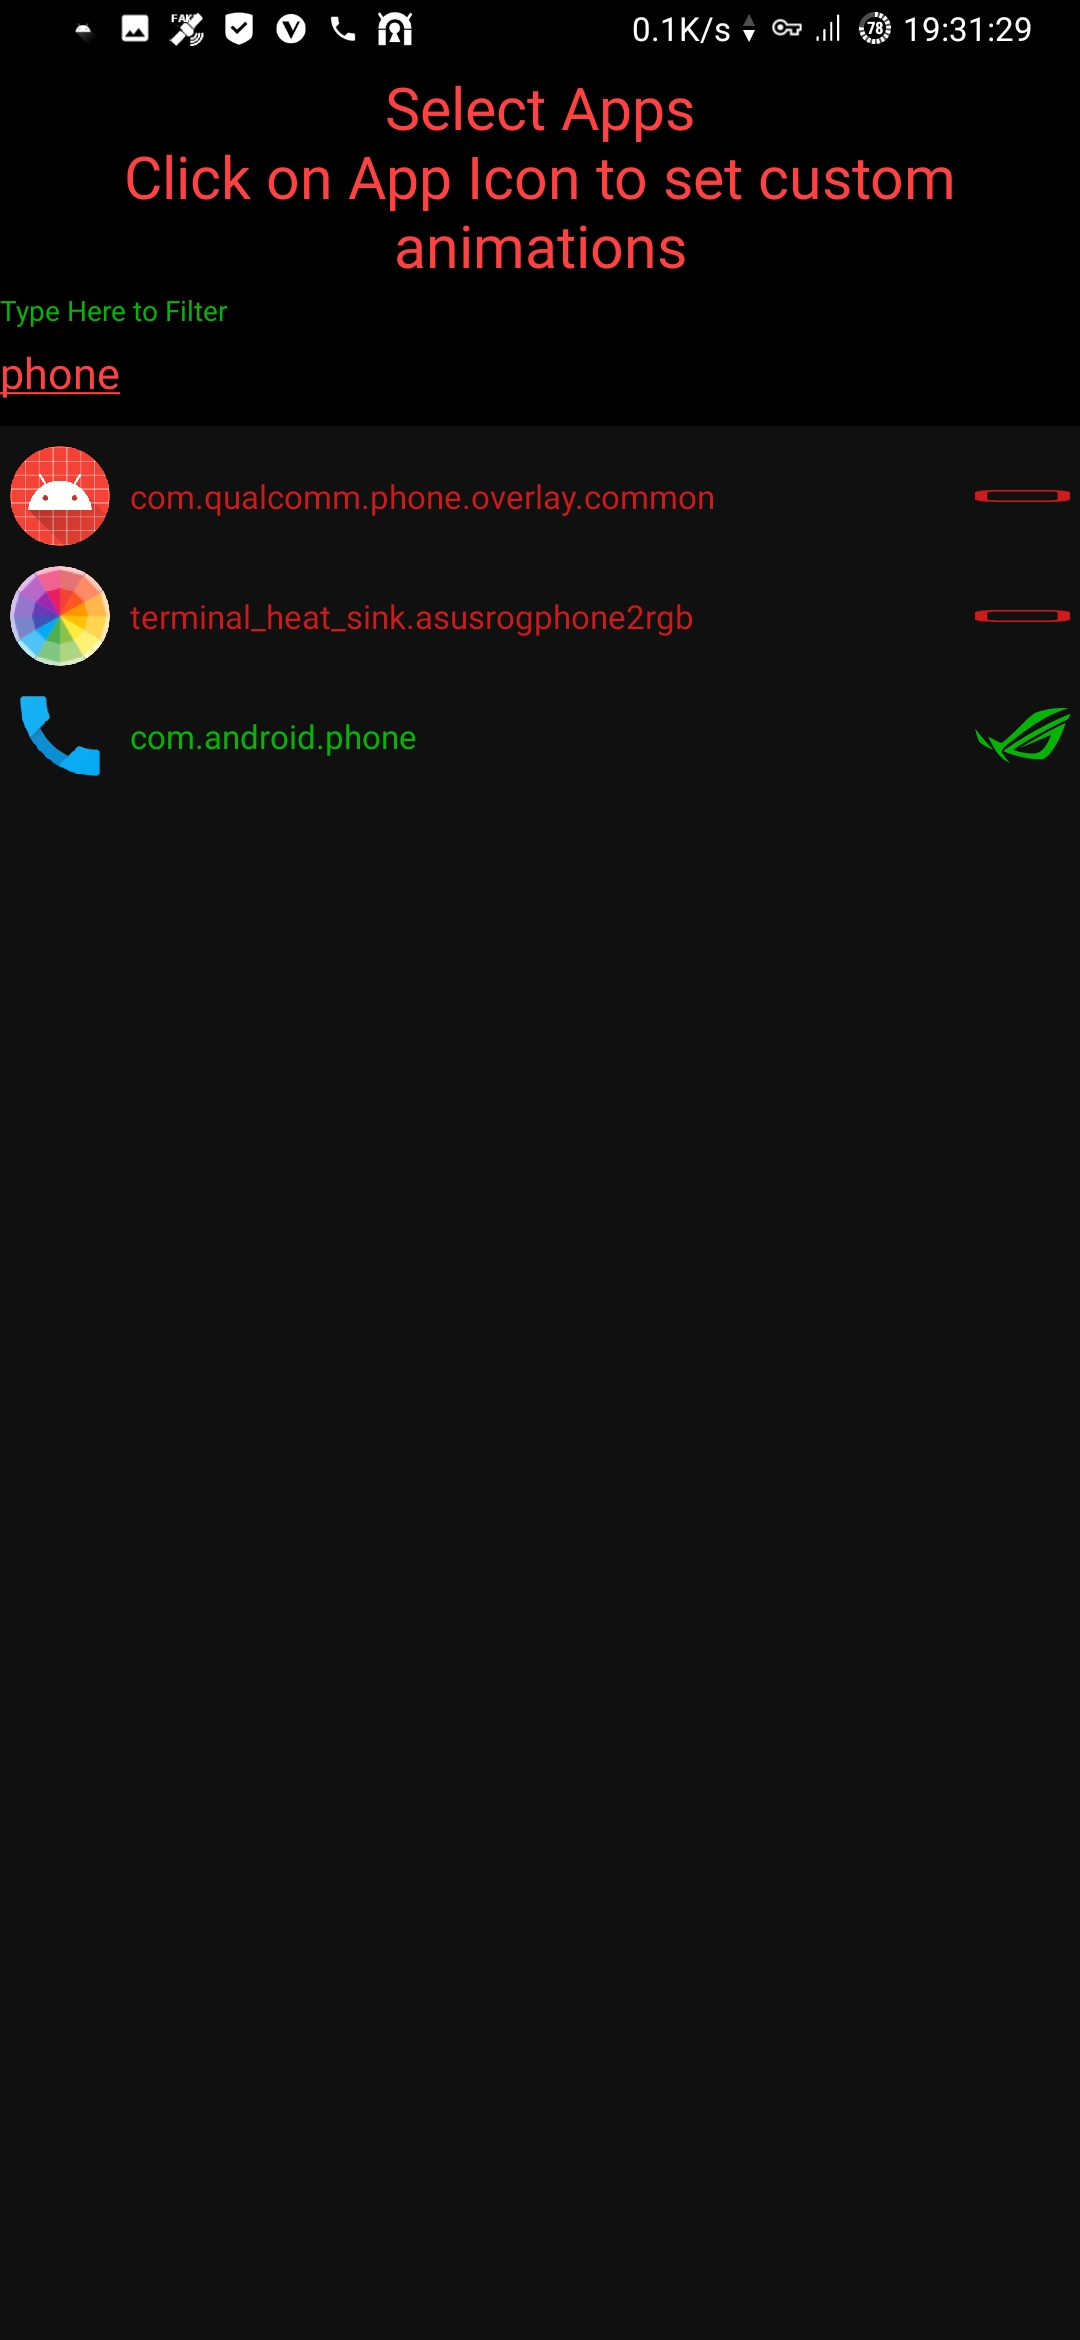 FAKE
0.1K/s 78 19:31:29
Select Apps
Click on App Icon to set custom
animations
Type Here to Filter
phone
com.qualcomm.phone.overlay.common
terminal_heat_sink.asusrogphone2rgb
com.android.phone